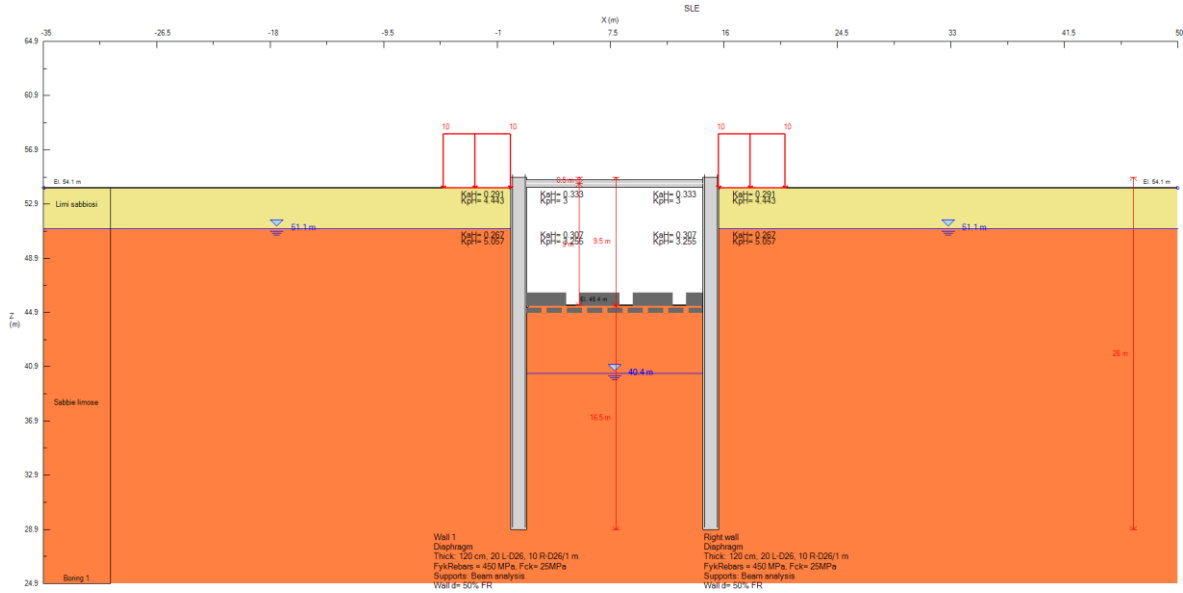 SLE
X (m)
-35 -26.5 -18 -9.5 -1 7.5 16 24.5 33 41.5 50
64.9
60.9
56.9
52.9
48.9
44.9
40.9
36.9
32.9
28.9
24.9
Z
(m)
10 10 10 10
El. 54.1 m
El. 54.1 m
0.5 m
Limi sabbiosi
KaH= 0.291
KpH= 4.443
KaH= 0.333
KpH= 3
KaH= 0.333
KpH= 3
KaH= 0.291
KpH= 4.443
51.1 m
51.1 m
KaH= 0.267
KpH= 5.057
KaH= 0.307
KpH= 3.255
KaH= 0.307
KpH= 3.255
KaH= 0.267
KpH= 5.057
9.5 m
El. 45.4 m
26 m
40.4 m
Sabbie limose
16.5 m
Boring 1
Wall 1
Diaphragm
Thick: 120 cm, 20 L-D26, 10 R-D26/1 m
FykRebars = 450 MPa, Fck= 25MPa
Supports: Beam analysis
Wall d= 50% FR
Right wall
Diaphragm
Thick: 120 cm, 20 L-D26, 10 R-D26/1 m
FykRebars = 450 MPa, Fck= 25MPa
Supports: Beam analysis
Wall d= 50% FR